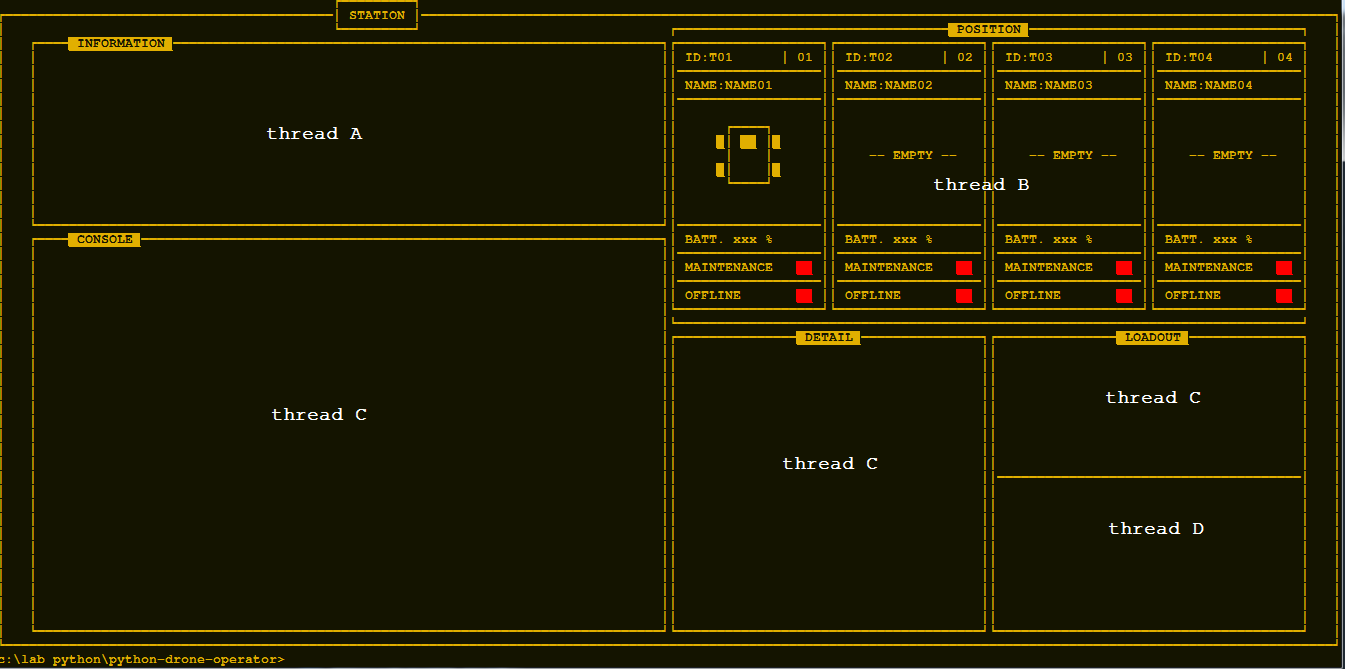 STATION
INFORMATION
thread A
POSITION
ID:T01 | 01
NAME:NAME01
BATT. xxx %
MAINTENANCE
OFFLINE
ID:T02 | 02
NAME:NAME02
-- EMPTY --
BATT. xxx %
MAINTENANCE
OFFLINE
ID:T03 | 03
NAME:NAME03
-- EMPTY --
BATT. xxx %
MAINTENANCE
OFFLINE
ID:T04 | 04
NAME:NAME04
-- EMPTY --
BATT. xxx %
MAINTENANCE
OFFLINE
thread B
CONSOLE
thread C
DETAIL
thread C
LOADOUT
thread C
thread D
c:\lab python\python-drone-operator>